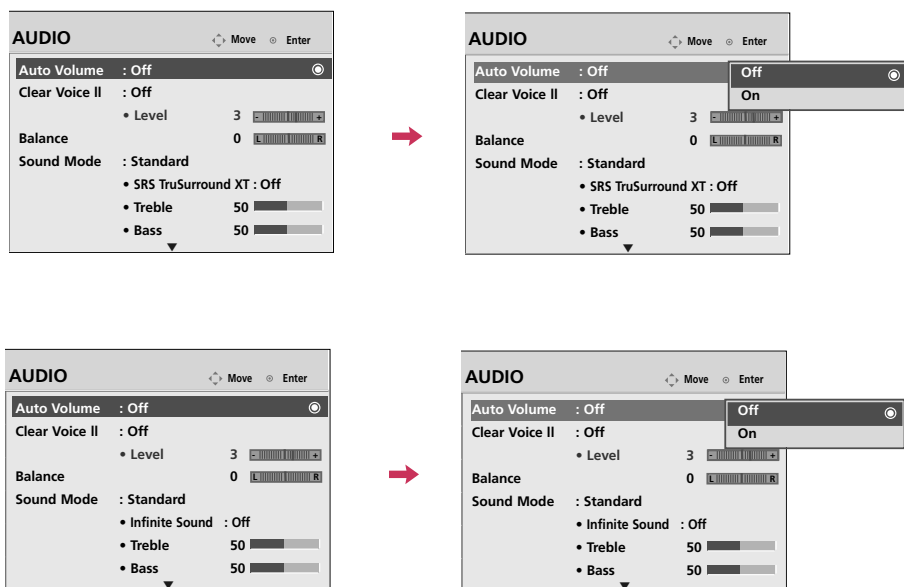 AUDIO Move Enter
Auto Volume : Off
Clear Voice II : Off
• Level 3 - +
Balance 0 L R
Sound Mode : Standard
• SRS TruSurround XT : Off
• Treble 50
• Bass 50
AUDIO Move Enter
Auto Volume : Off
Clear Voice II : Off
• Level 3 - +
Balance 0 L R
Sound Mode : Standard
• SRS TruSurround XT : Off
• Treble 50
• Bass 50
Off
On
AUDIO Move Enter
Auto Volume : Off
Clear Voice II : Off
• Level 3 - +
Balance 0 L R
Sound Mode : Standard
• Infinite Sound : Off
• Treble 50
• Bass 50
AUDIO Move Enter
Auto Volume : Off
Clear Voice II : Off
• Level 3 - +
Balance 0 L R
Sound Mode : Standard
• Infinite Sound : Off
• Treble 50
• Bass 50
Off
On